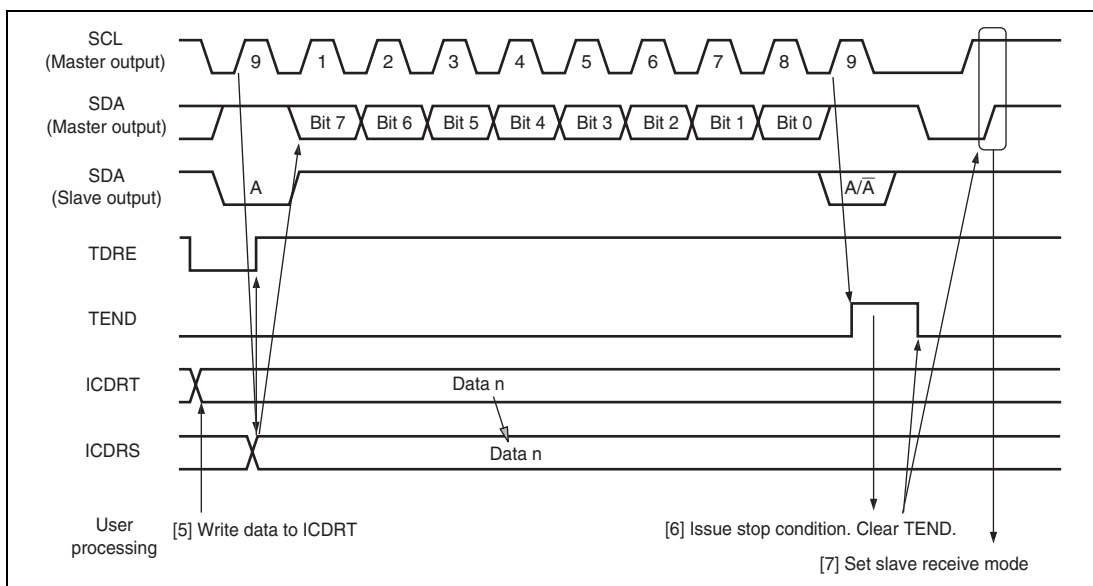 SCL
(Master output)
9 1 2 3 4 5 6 7 8 9
SDA
(Master output)
Bit 7 Bit 6 Bit 5 Bit 4 Bit 3 Bit 2 Bit 1 Bit 0
SDA
(Slave output)
A A/A̅
TDRE
TEND
ICDRT
Data n
ICDRS
Data n
User
processing
[5] Write data to ICDRT
[6] Issue stop condition. Clear TEND.
[7] Set slave receive mode